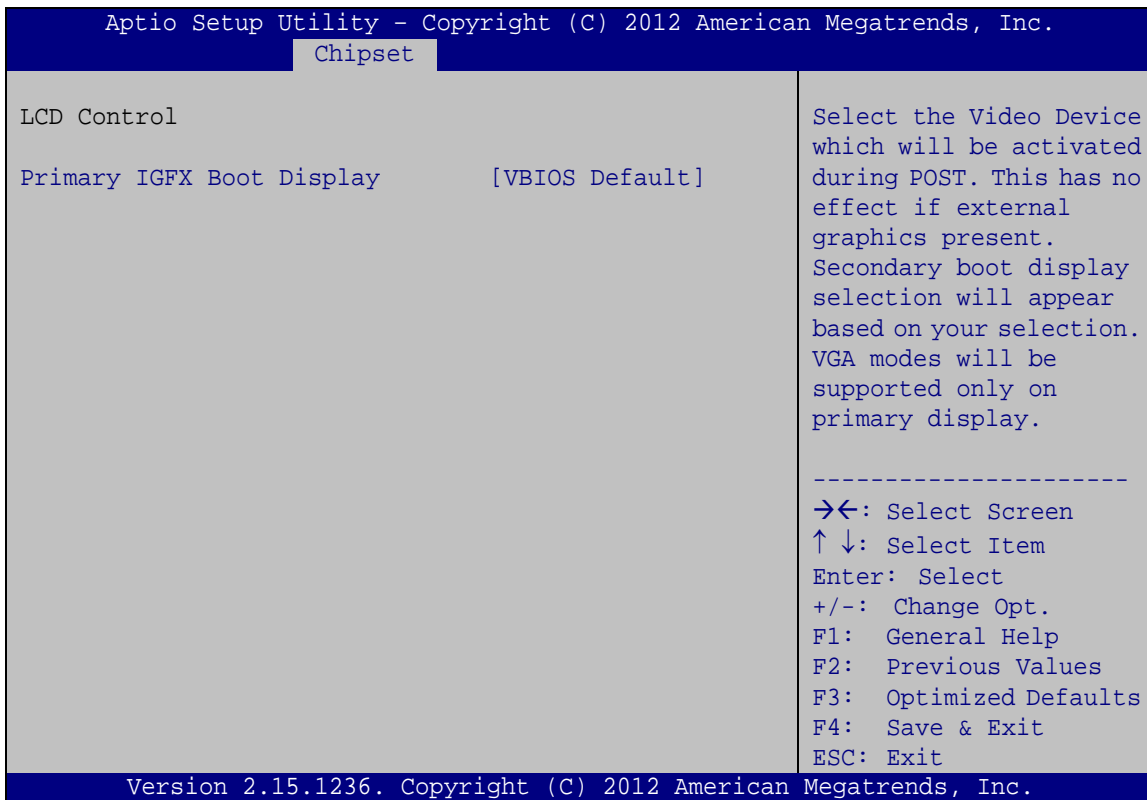 Aptio Setup Utility – Copyright (C) 2012 American Megatrends, Inc.
Chipset
LCD Control
Primary IGFX Boot Display [VBIOS Default]
Select the Video Device
which will be activated
during POST. This has no
effect if external
graphics present.
Secondary boot display
selection will appear
based on your selection.
VGA modes will be
supported only on
primary display.
----------------------
→←: Select Screen
↑ ↓: Select Item
Enter: Select
+/-: Change Opt.
F1: General Help
F2: Previous Values
F3: Optimized Defaults
F4: Save & Exit
ESC: Exit
Version 2.15.1236. Copyright (C) 2012 American Megatrends, Inc.